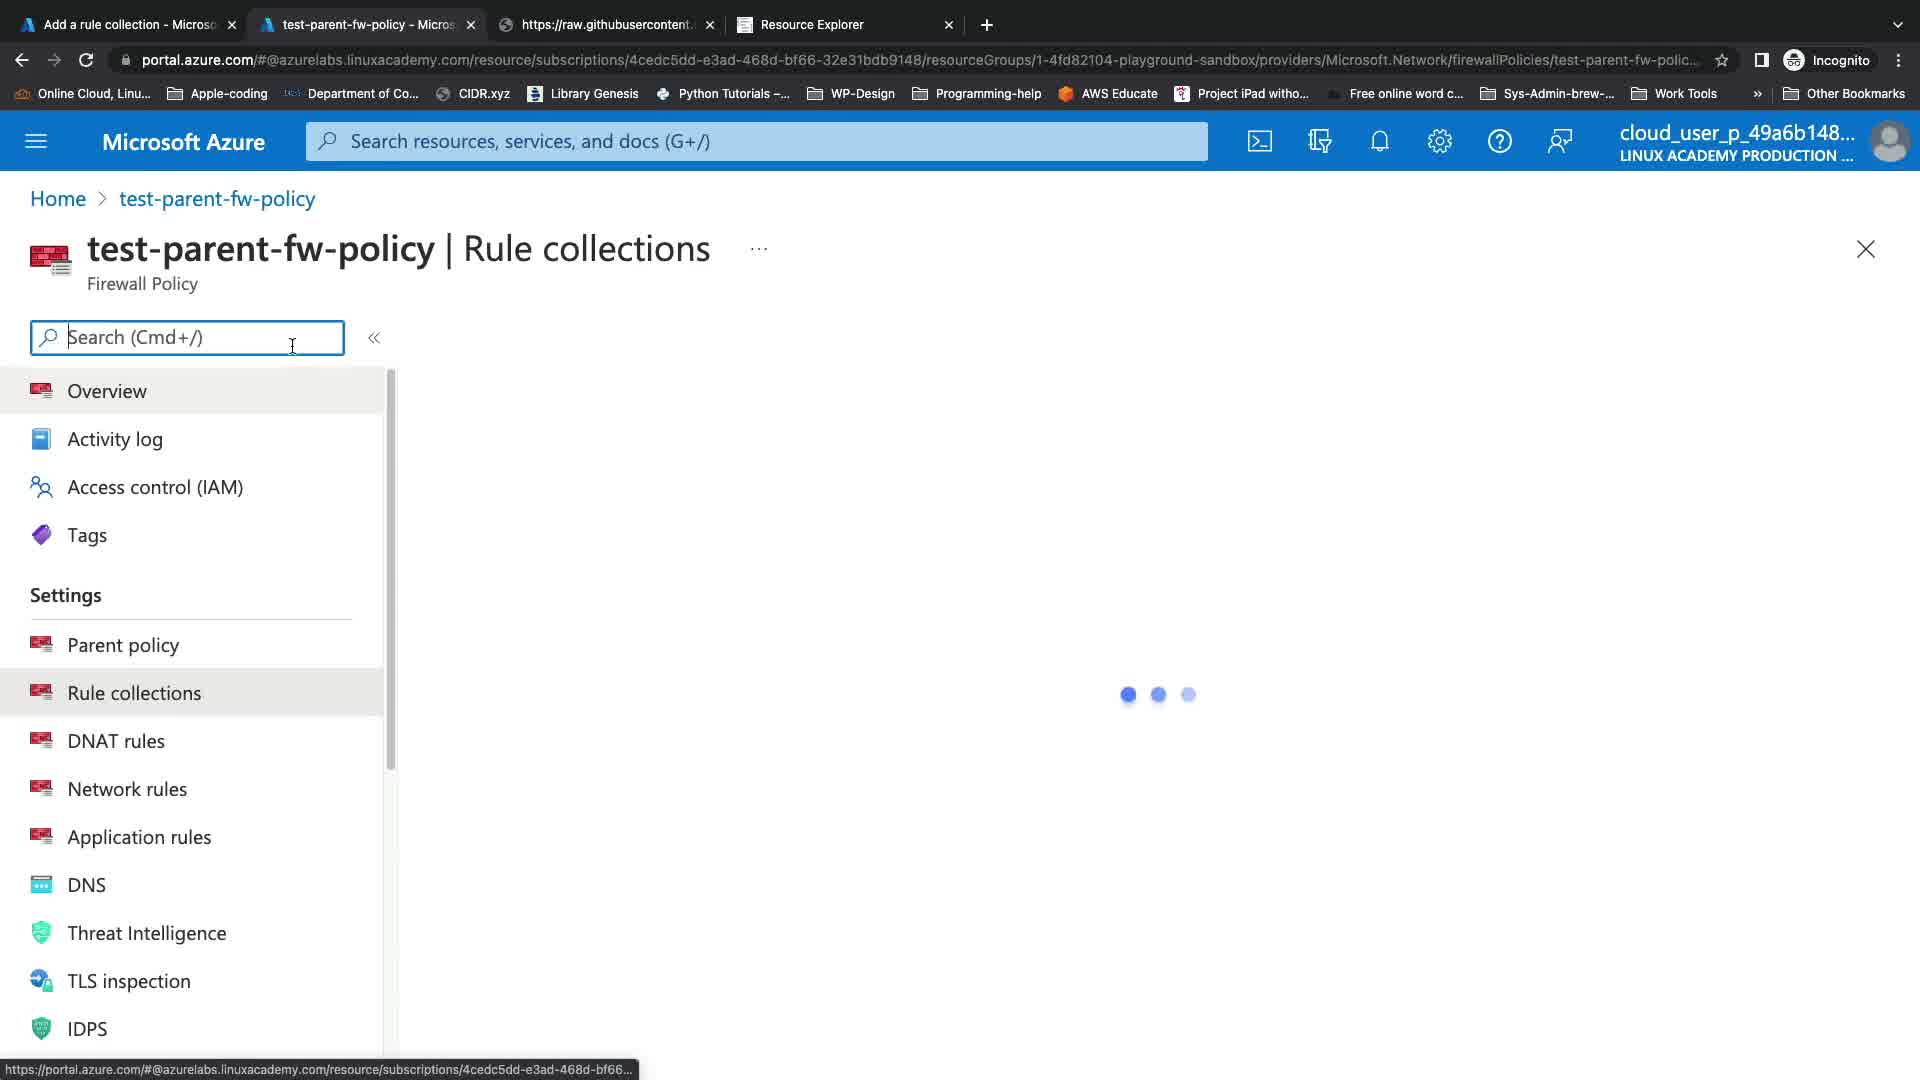 Add a rule collection - Microso
test-parent-fw-policy - Micros
https://raw.githubusercontent.
Resource Explorer
portal.azure.com/#@azurelabs.linuxacademy.com/resource/subscriptions/4cedc5dd-e3ad-468d-bf66-32e31bdb9148/resourceGroups/1-4fd82104-playground-sandbox/providers/Microsoft.Network/firewallPolicies/test-parent-fw-polic...
Incognito
Online Cloud, Linu...
Apple-coding
Department of Co...
CIDR.xyz
Library Genesis
Python Tutorials –...
WP-Design
Programming-help
AWS Educate
Project iPad witho...
Free online word c...
Sys-Admin-brew-...
Work Tools
»
Other Bookmarks
Microsoft Azure
Search resources, services, and docs (G+/)
cloud_user_p_49a6b148...
LINUX ACADEMY PRODUCTION ...
Home > test-parent-fw-policy
test-parent-fw-policy | Rule collections ...
Firewall Policy
Search (Cmd+/)
«
Overview
Activity log
Access control (IAM)
Tags
Settings
Parent policy
Rule collections
DNAT rules
Network rules
Application rules
DNS
Threat Intelligence
TLS inspection
IDPS
https://portal.azure.com/#@azurelabs.linuxacademy.com/resource/subscriptions/4cedc5dd-e3ad-468d-bf66...